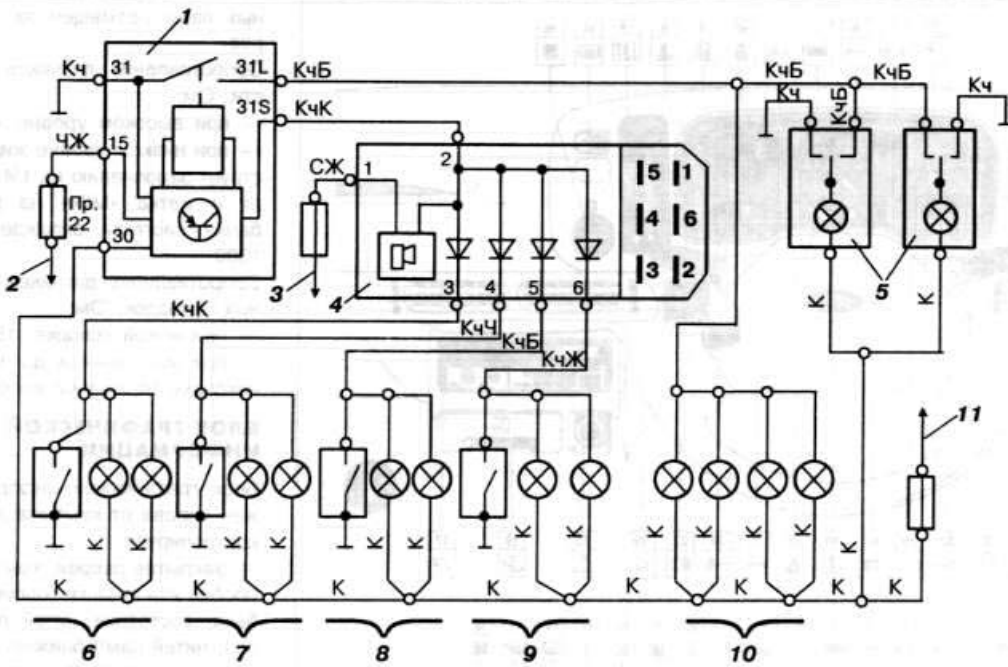 1
Кч 31 31L КчБ КчБ КчБ
31S КчК Кч КчБ Кч
ЧЖ 15 2 5 1
СЖ 1
Пр. 22 4 6
30 3 2
2 3 4 3 4 5 6 5
КчК КчЧ КчБ КчЖ К К
11
К К К К К К К К К К К К К
К К К К К К К
6 7 8 9 10